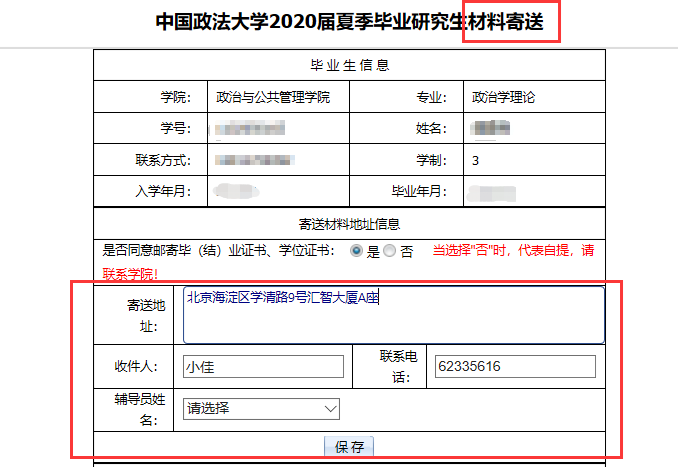 中国政法大学2020届夏季毕业研究生材料寄送
毕业生信息
学院： 政治与公共管理学院 专业： 政治学理论
学号： 姓名：
联系方式： 学制： 3
入学年月： 毕业年月：
寄送材料地址信息
是否同意邮寄毕（结）业证书、学位证书： 是 否 当选择"否"时，代表自提，请
联系学院！
寄送地
址：
北京海淀区学清路9号汇智大厦A座
收件人： 小佳
联系电
话：
62335616
辅导员姓
名：
请选择
保存